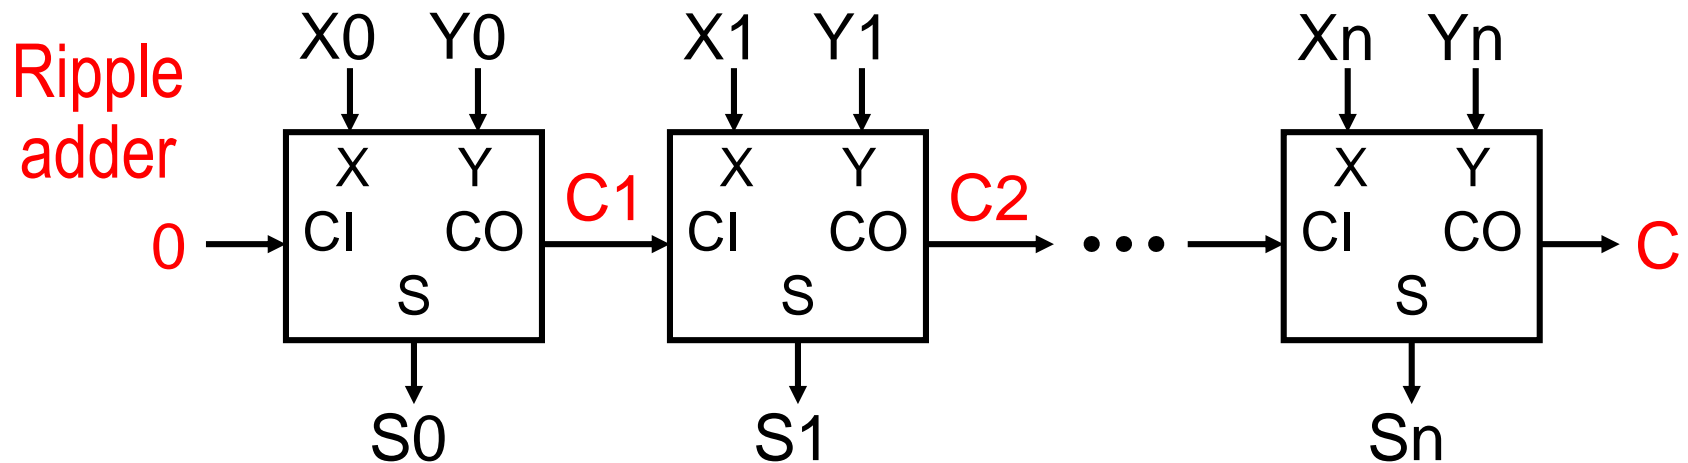 Ripple
adder
X0 Y0 X1 Y1 Xn Yn
X Y X Y X Y
C1 C2
0 CI CO CI CO CI CO C
S S S
S0 S1 Sn